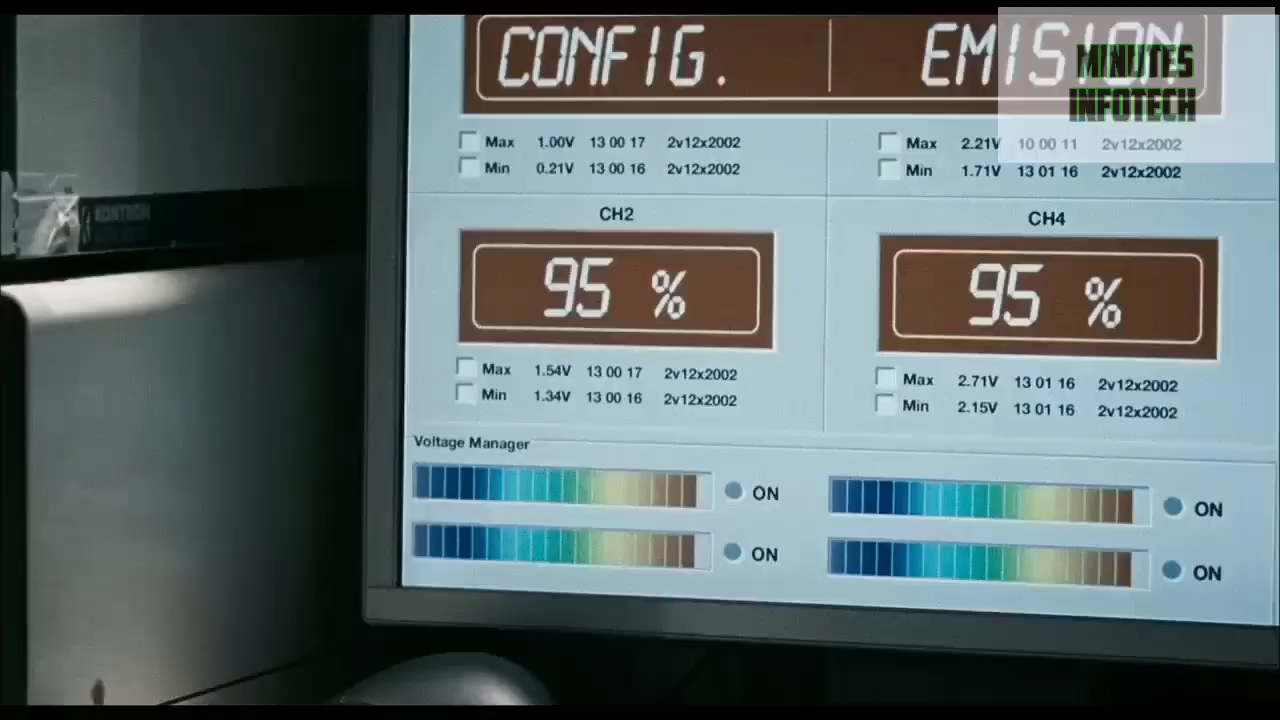 CONFIG. EMISION
MINUTES
INFOTECH
Max 1.00V 13 00 17 2v12x2002
Min 0.21V 13 00 16 2v12x2002
Max 2.21V 10 00 11 2v12x2002
Min 1.71V 13 01 16 2v12x2002
KONTRON
CH2
95 %
Max 1.54V 13 00 17 2v12x2002
Min 1.34V 13 00 16 2v12x2002
CH4
95 %
Max 2.71V 13 01 16 2v12x2002
Min 2.15V 13 01 16 2v12x2002
Voltage Manager
ON
ON
ON
ON